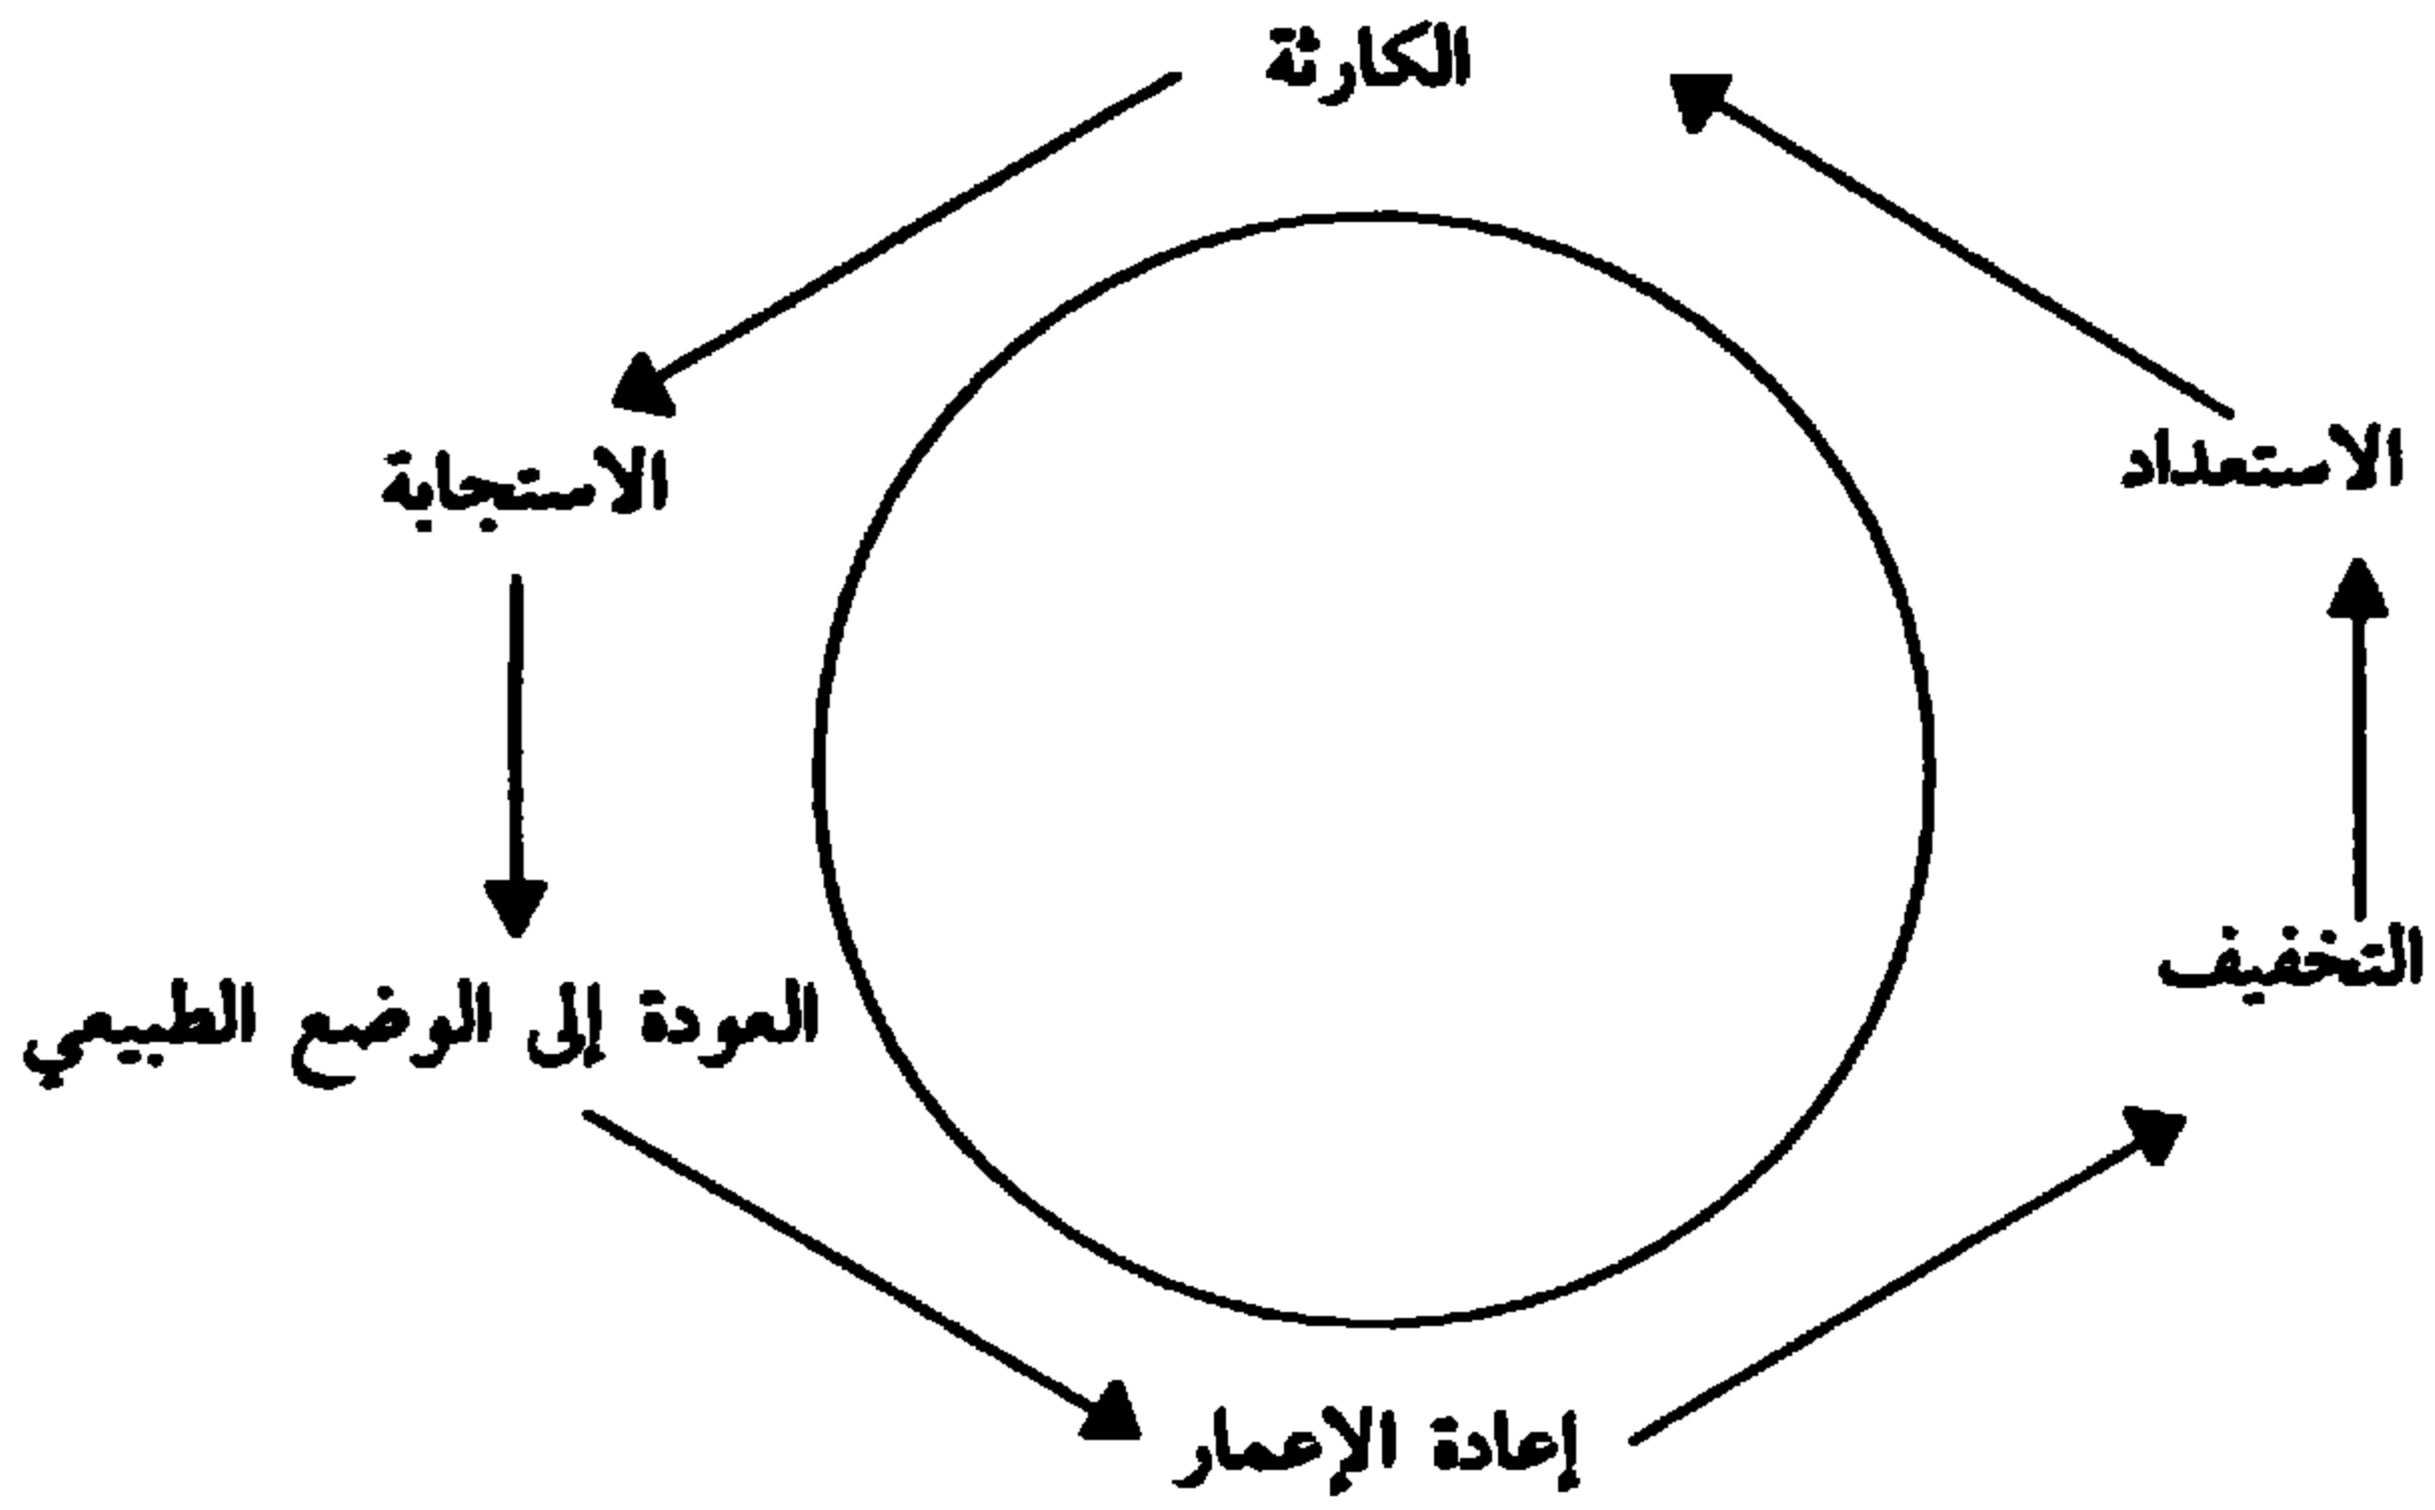 الكارثة
الاستعداد
الاستجابة
التخفيف
العودة إلى الوضع الطبيعي
إعادة الإعمار